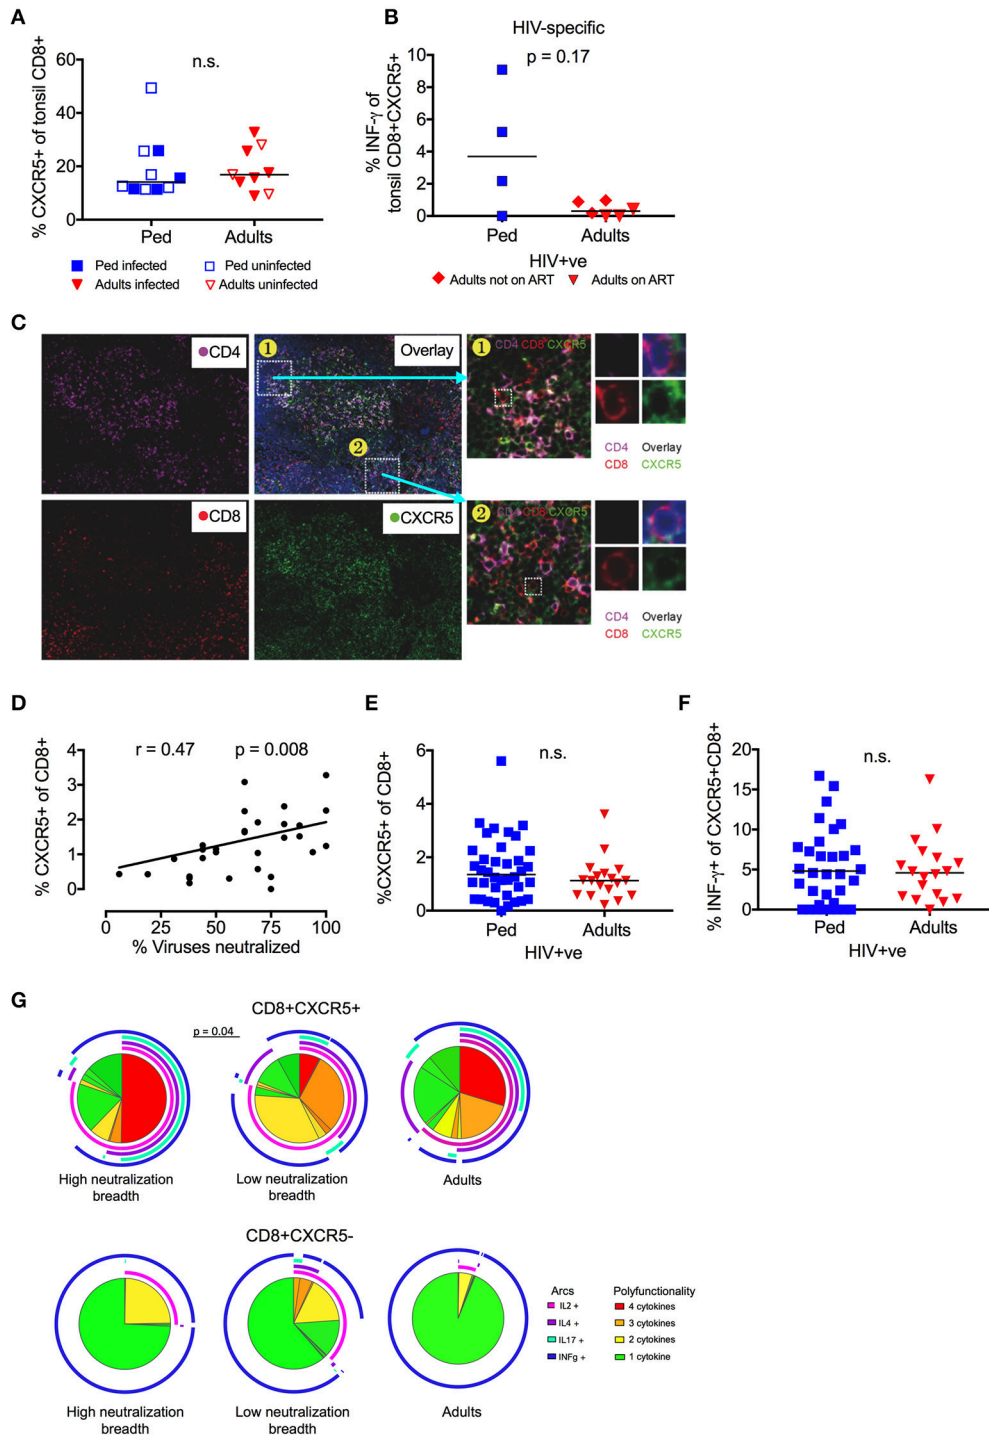 A
% CXCR5+ of tonsil CD8+
60
40
20
0
n.s.
Ped
Adults
Ped infected
Ped uninfected
Adults infected
Adults uninfected
B
HIV-specific
p = 0.17
% INF-γ of
tonsil CD8+CXCR5+
10
8
6
4
2
0
Ped
Adults
HIV+ve
Adults not on ART
Adults on ART
C
CD4
1
Overlay
2
CD8
CXCR5
1
CD4 CD8 CXCR5
CD4
Overlay
CD8
CXCR5
2
CD4 CD8 CXCR5
CD4
Overlay
CD8
CXCR5
D
r = 0.47
p = 0.008
% CXCR5+ of CD8+
4
3
2
1
0
0
25
50
75
100
% Viruses neutralized
E
%CXCR5+ of CD8+
6
4
2
0
n.s.
Ped
Adults
HIV+ve
F
% INF-γ+ of CXCR5+CD8+
20
15
10
5
0
n.s.
Ped
Adults
HIV+ve
G
CD8+CXCR5+
p = 0.04
High neutralization
breadth
Low neutralization
breadth
Adults
CD8+CXCR5-
High neutralization
breadth
Low neutralization
breadth
Adults
Arcs
IL2 +
IL4 +
IL17 +
INFg +
Polyfunctionality
4 cytokines
3 cytokines
2 cytokines
1 cytokine